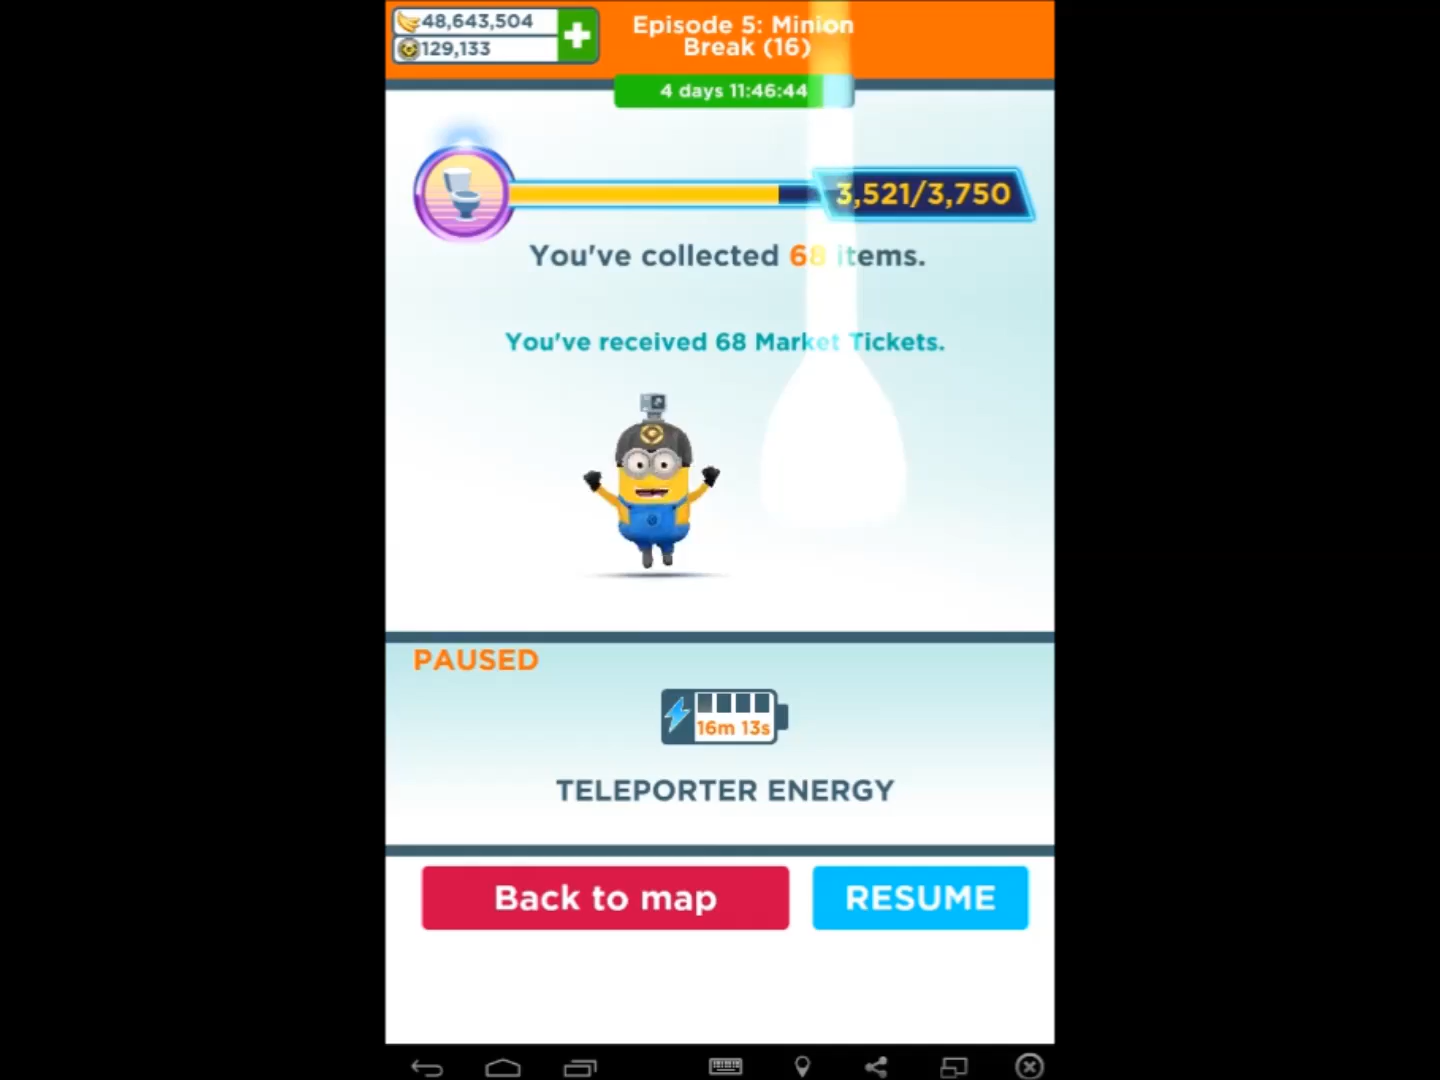 48,643,504
129,133
Episode 5: Minion
Break (16)
4 days 11:46:44
3,521/3,750
You've collected 68 items.
You've received 68 Market Tickets.
PAUSED
16m 13s
TELEPORTER ENERGY
Back to map
RESUME